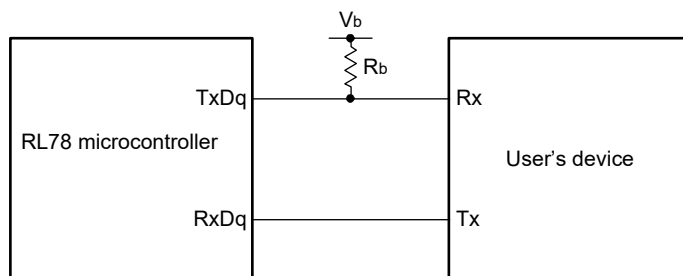 Vb
Rb
TxDq
Rx
RL78 microcontroller
User's device
RxDq
Tx